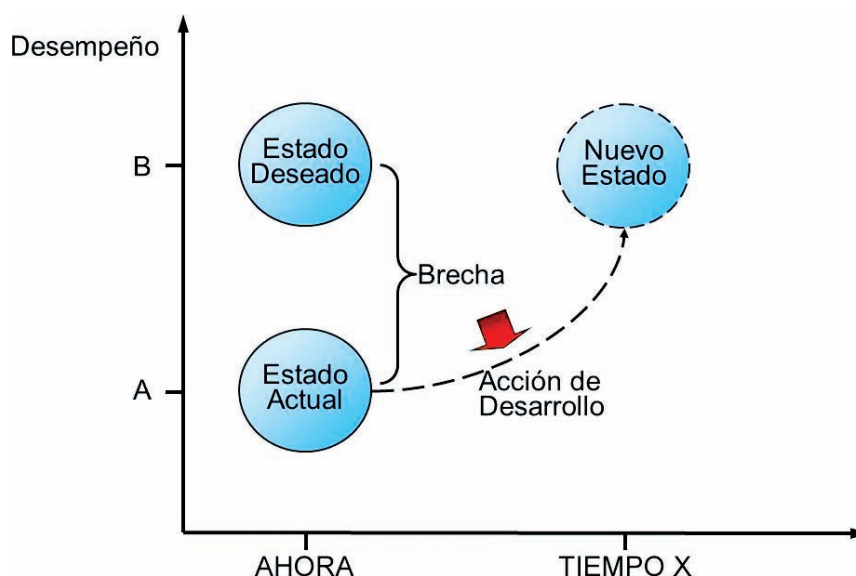 Desempeño
B
Estado
Deseado
Nuevo
Estado
Brecha
A
Estado
Actual
Acción de
Desarrollo
AHORA
TIEMPO X